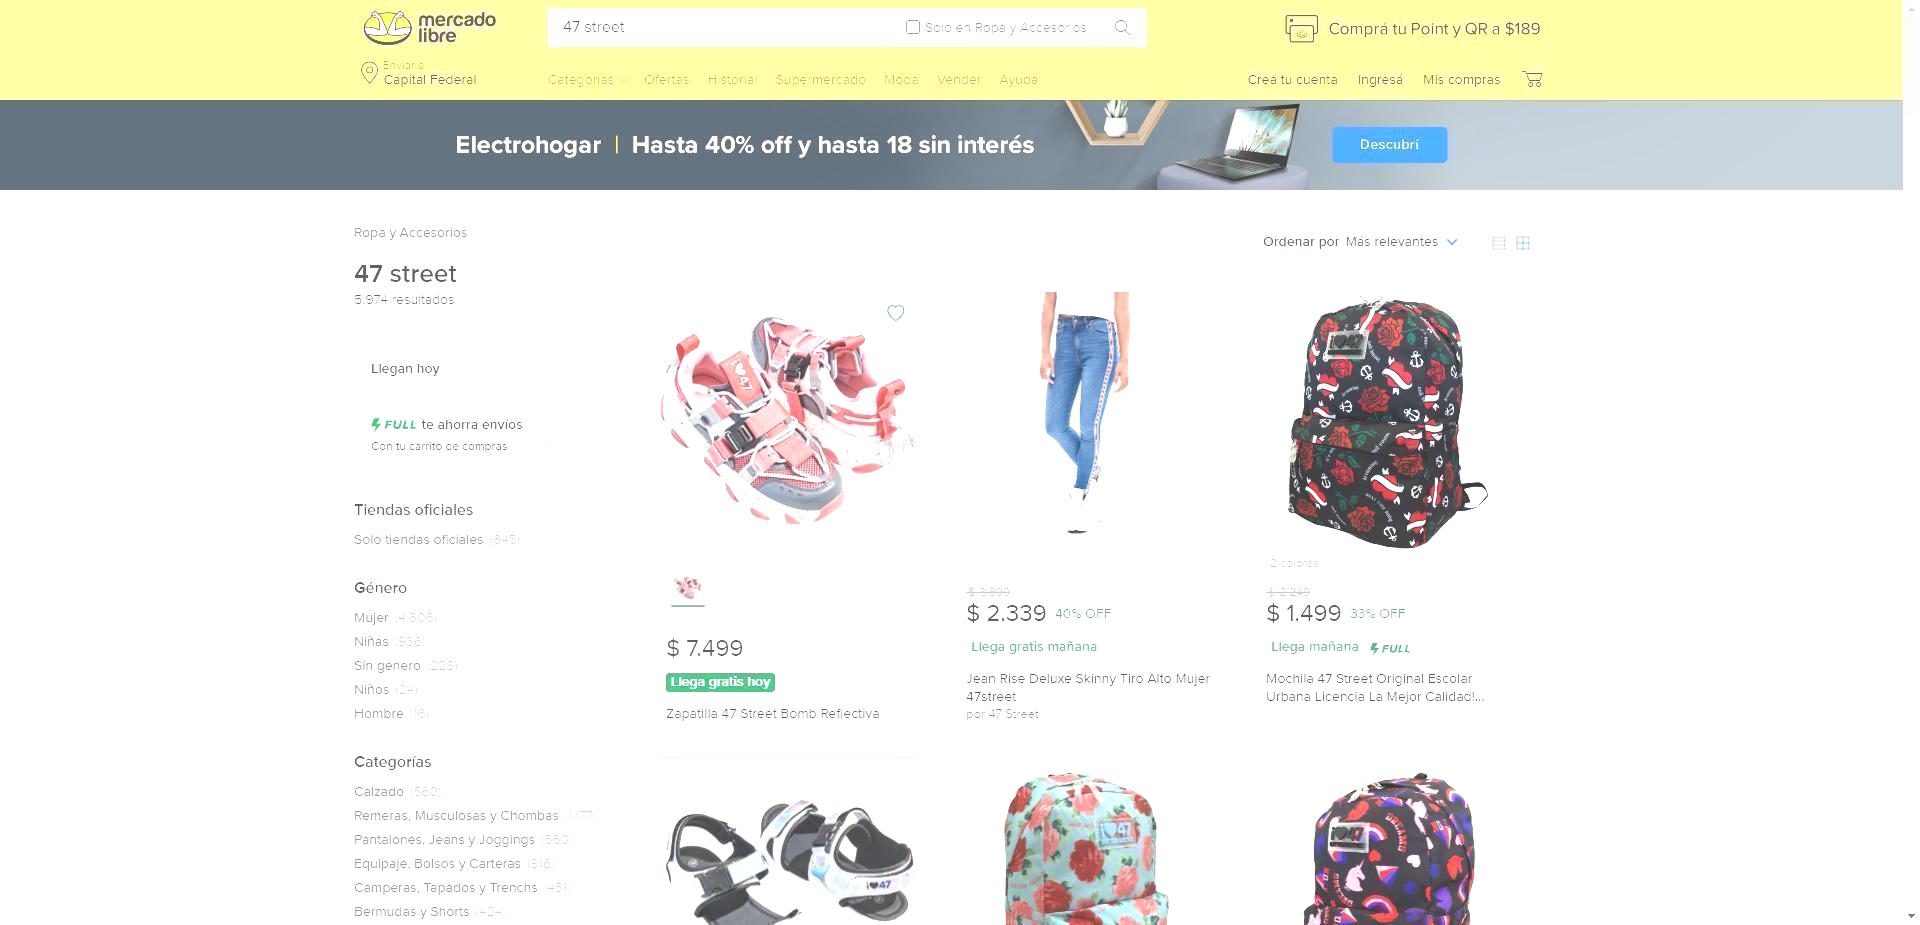 mercado
libre
47 street
Solo en Ropa y Accesorios
Comprá tu Point y QR a $189
Enviar a
Capital Federal
Categorías
Ofertas
Historial
Supermercado
Moda
Vender
Ayuda
Creá tu cuenta
Ingresá
Mis compras
Electrohogar | Hasta 40% off y hasta 18 sin interés
Descubrí
Ropa y Accesorios
47 street
5.974 resultados
Ordenar por Más relevantes
Llegan hoy
FULL te ahorra envíos
Con tu carrito de compras
Tiendas oficiales
Solo tiendas oficiales (645)
Género
Mujer (4.606)
Niñas (936)
Sin género (223)
Niños (24)
Hombre (16)
Categorías
Calzado (560)
Remeras, Musculosas y Chombas (1.177)
Pantalones, Jeans y Joggings (560)
Equipaje, Bolsos y Carteras (916)
Camperas, Tapados y Trenchs (451)
Bermudas y Shorts (424)
$ 7.499
Llega gratis hoy
Zapatilla 47 Street Bomb Reflectiva
$ 3.899
$ 2.339 40% OFF
Llega gratis mañana
Jean Rise Deluxe Skinny Tiro Alto Mujer
47street
por 47 Street
2 colores
$ 2.249
$ 1.499 33% OFF
Llega mañana FULL
Mochila 47 Street Original Escolar
Urbana Licencia La Mejor Calidad!...